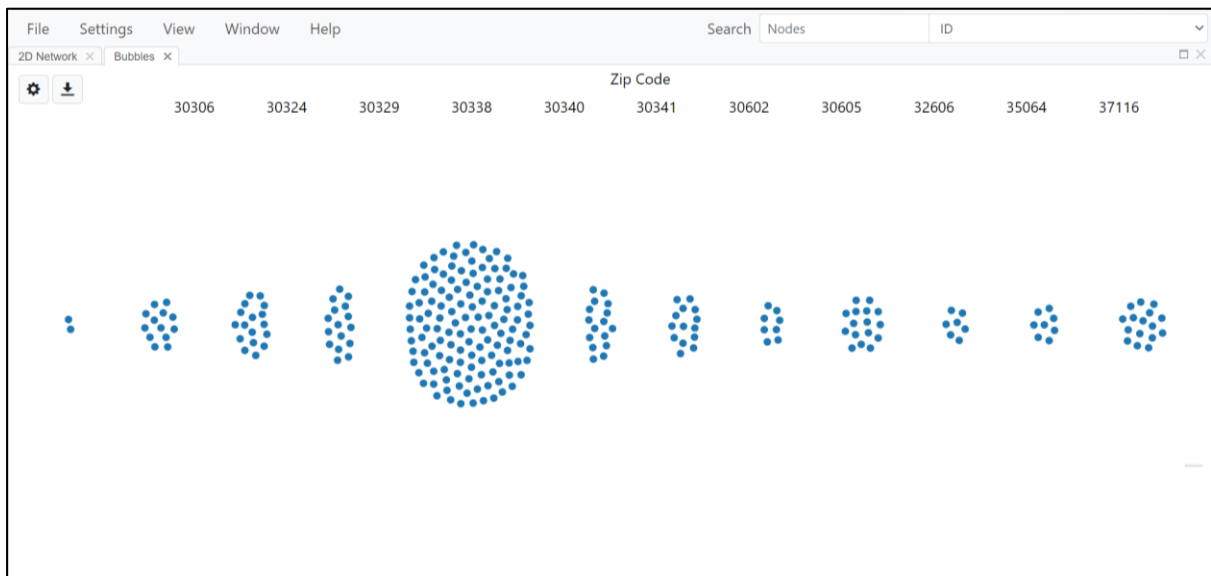 File Settings View Window Help Search Nodes ID
2D Network × Bubbles ×
Zip Code
30306 30324 30329 30338 30340 30341 30602 30605 32606 35064 37116